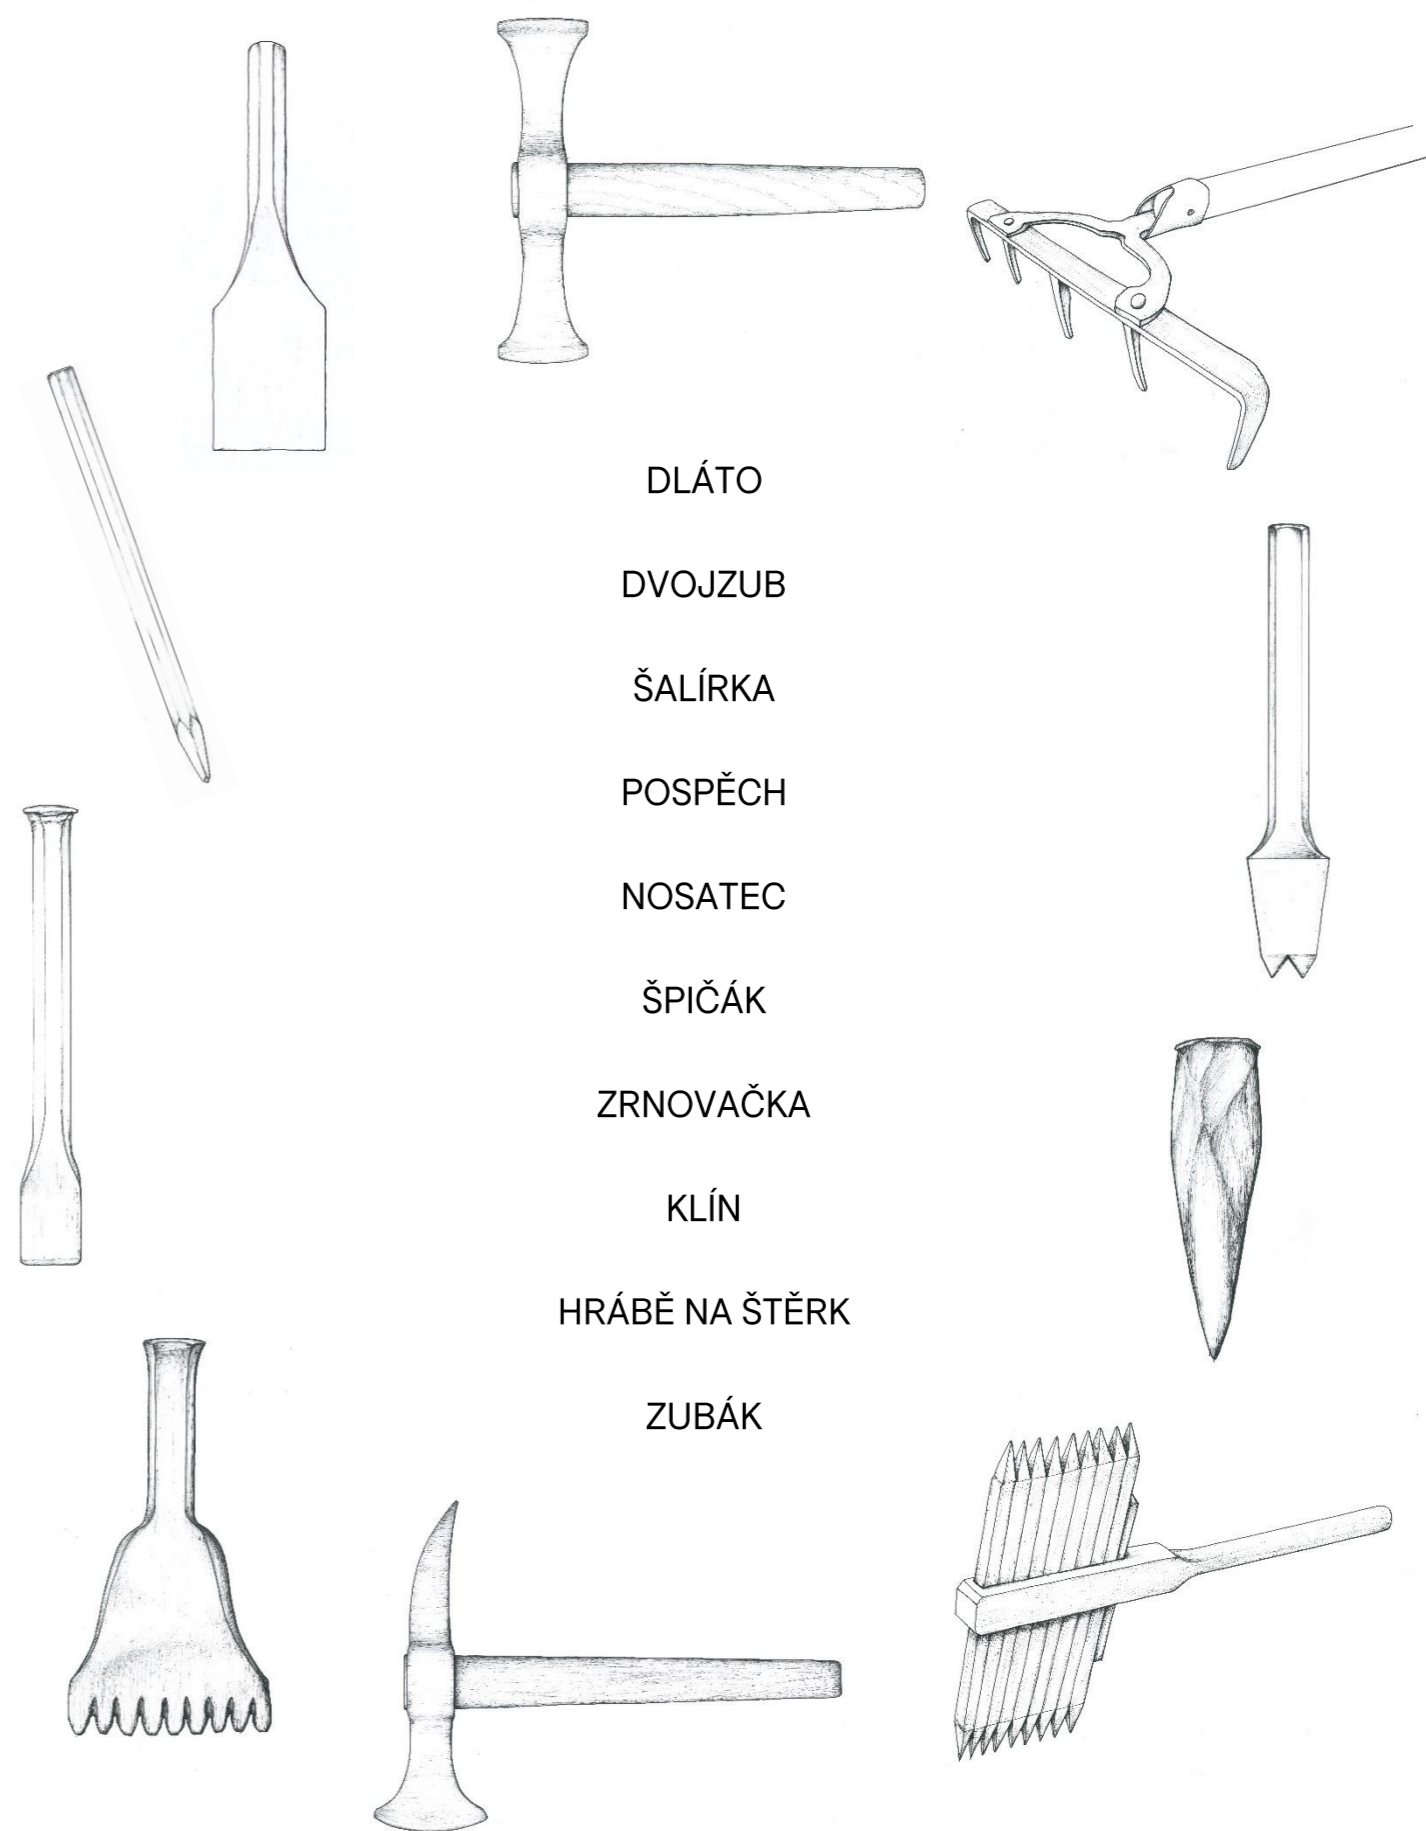 DLÁTO
DVOJZUB
ŠALÍRKA
POSPĚCH
NOSATEC
ŠPIČÁK
ZRNOVAČKA
KLÍN
HRÁBĚ NA ŠTĚRK
ZUBÁK